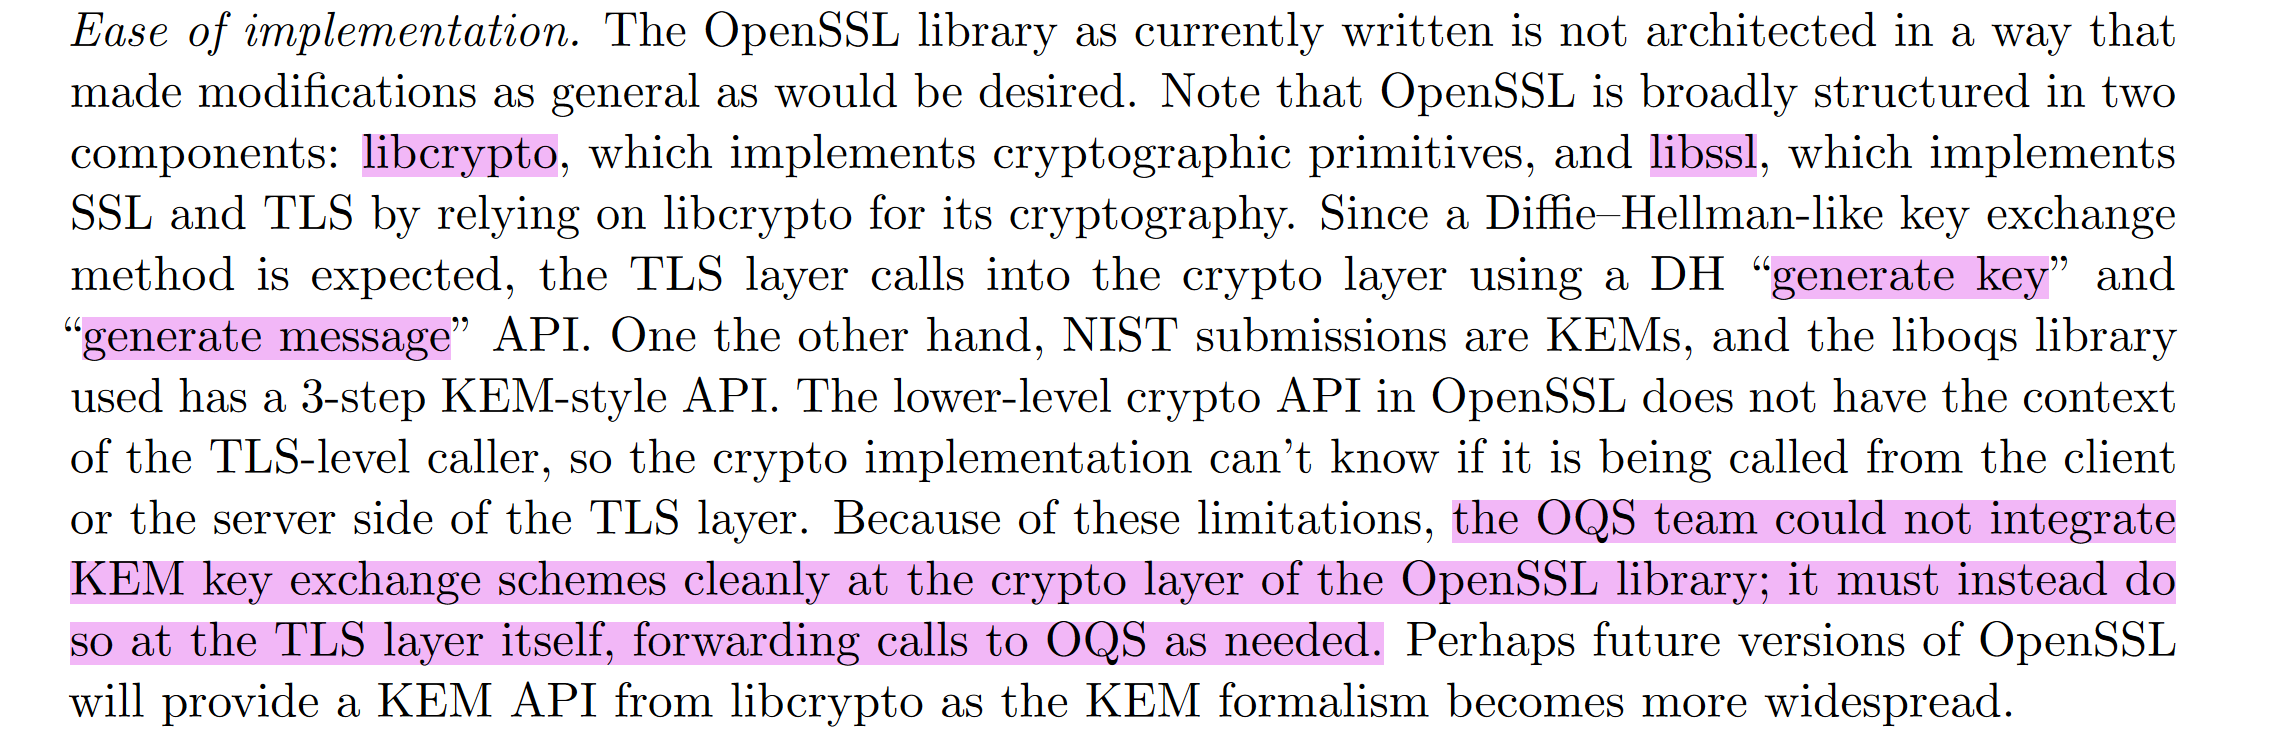 Ease of implementation. The OpenSSL library as currently written is not architected in a way that
made modifications as general as would be desired. Note that OpenSSL is broadly structured in two
components: libcrypto, which implements cryptographic primitives, and libssl, which implements
SSL and TLS by relying on libcrypto for its cryptography. Since a Diffie–Hellman-like key exchange
method is expected, the TLS layer calls into the crypto layer using a DH “generate key” and
“generate message” API. One the other hand, NIST submissions are KEMs, and the liboqs library
used has a 3-step KEM-style API. The lower-level crypto API in OpenSSL does not have the context
of the TLS-level caller, so the crypto implementation can’t know if it is being called from the client
or the server side of the TLS layer. Because of these limitations, the OQS team could not integrate
KEM key exchange schemes cleanly at the crypto layer of the OpenSSL library; it must instead do
so at the TLS layer itself, forwarding calls to OQS as needed. Perhaps future versions of OpenSSL
will provide a KEM API from libcrypto as the KEM formalism becomes more widespread.